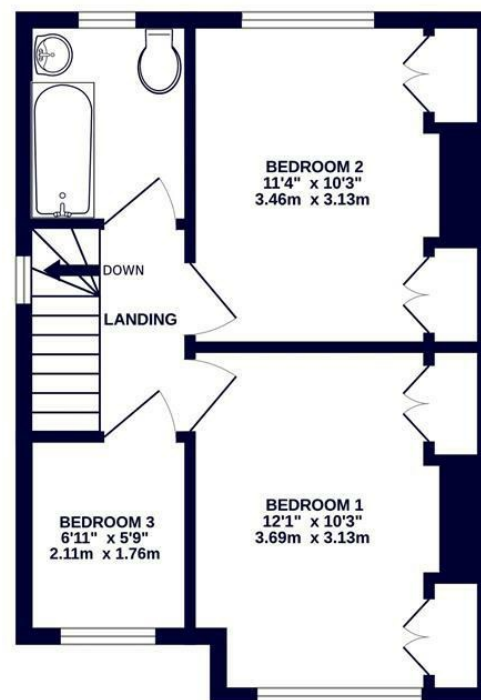 BEDROOM 2
11'4" x 10'3"
3.46m x 3.13m
DOWN
LANDING
BEDROOM 3
6'11" x 5'9"
2.11m x 1.76m
BEDROOM 1
12'1" x 10'3"
3.69m x 3.13m